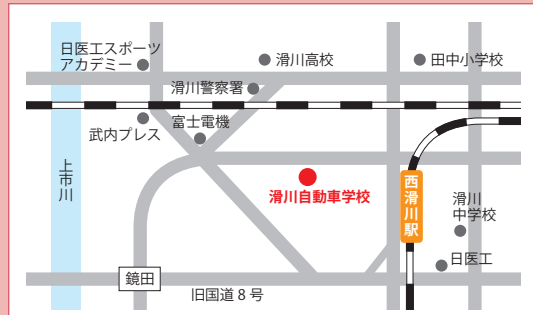 日医工スポーツ
アカデミー
滑川高校
田中小学校
滑川警察署
武内プレス
富士電機
上市川
滑川自動車学校
西滑川駅
滑川
中学校
日医工
鏡田
旧国道８号